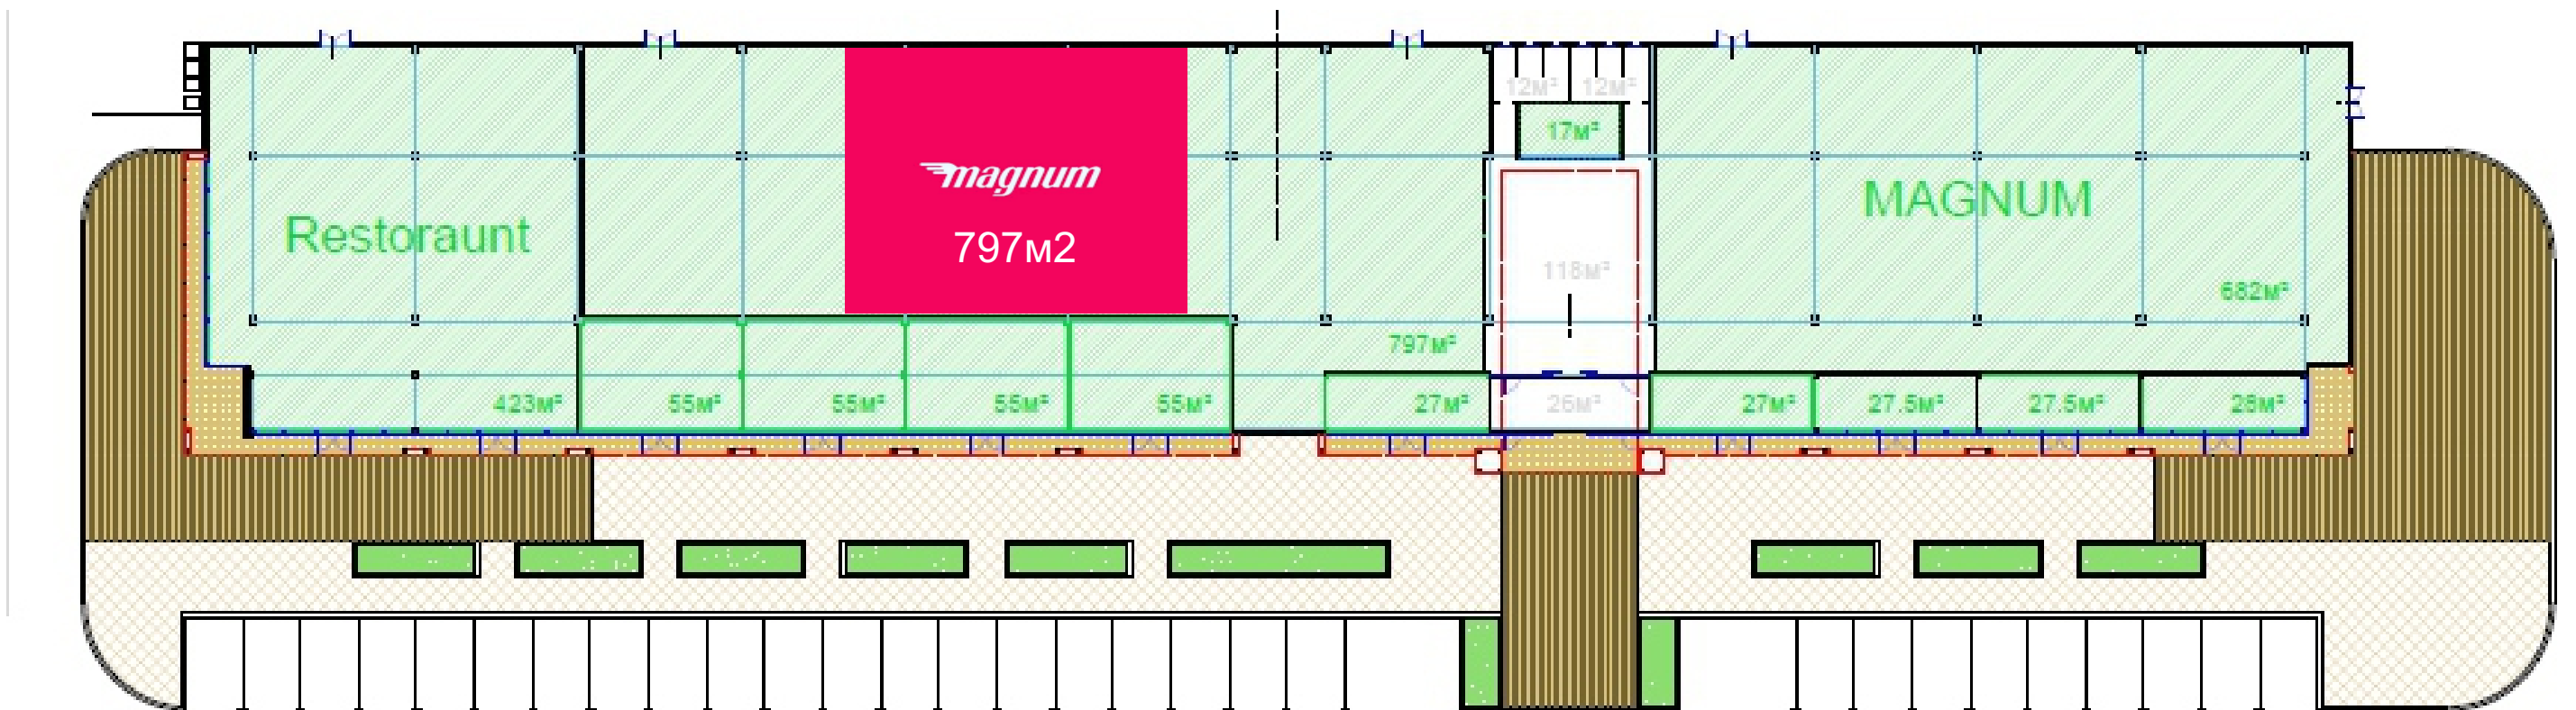 12м² 12м²
17м²
magnum
MAGNUM
Restoraunt
797м2
118м²
682м²
797м²
423м² 55м² 55м² 55м² 55м² 27м² 26м² 27м² 27.5м² 27.5м² 28м²